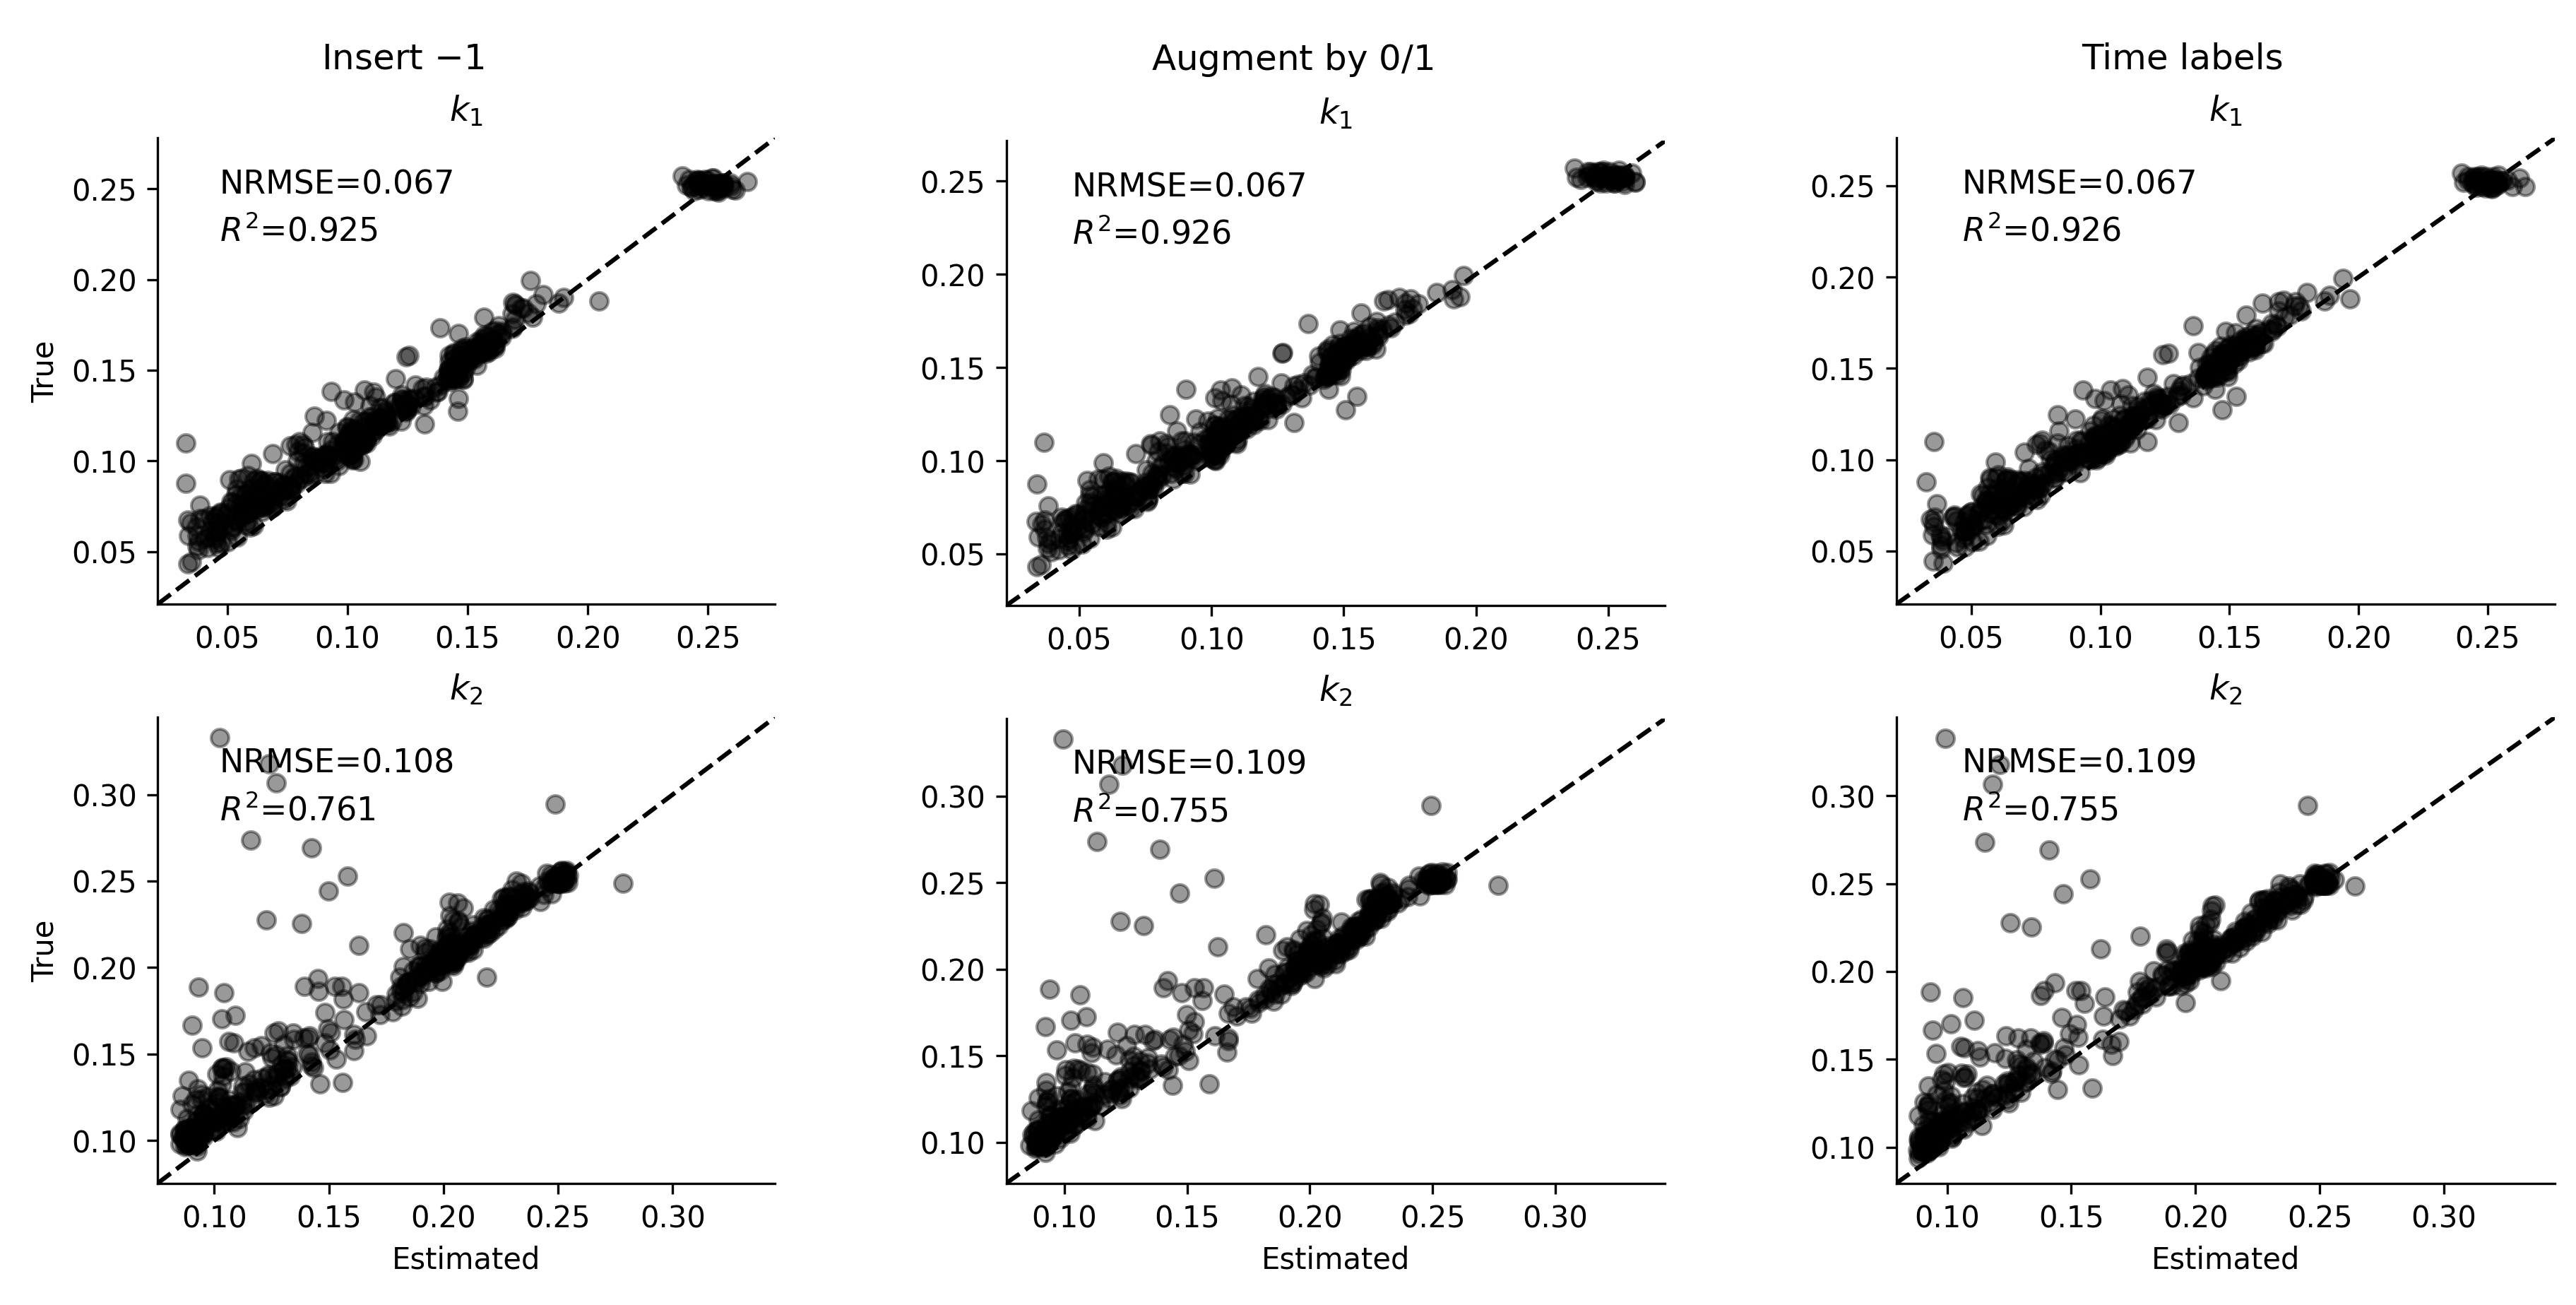 Insert −1
Augment by 0/1
Time labels
k₁
k₁
k₁
NRMSE=0.067
R²=0.925
NRMSE=0.067
R²=0.926
NRMSE=0.067
R²=0.926
True
0.25
0.20
0.15
0.10
0.05
0.05 0.10 0.15 0.20 0.25
0.25
0.20
0.15
0.10
0.05
0.05 0.10 0.15 0.20 0.25
0.25
0.20
0.15
0.10
0.05
0.05 0.10 0.15 0.20 0.25
k₂
k₂
k₂
NRMSE=0.108
R²=0.761
NRMSE=0.109
R²=0.755
NRMSE=0.109
R²=0.755
True
0.30
0.25
0.20
0.15
0.10
0.10 0.15 0.20 0.25 0.30
Estimated
0.30
0.25
0.20
0.15
0.10
0.10 0.15 0.20 0.25 0.30
Estimated
0.30
0.25
0.20
0.15
0.10
0.10 0.15 0.20 0.25 0.30
Estimated